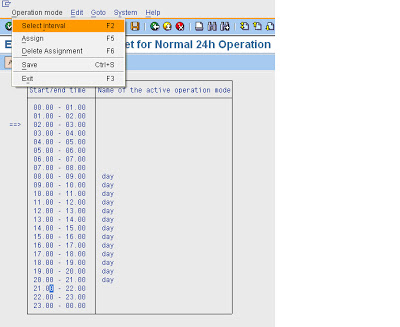 Operation mode Edit Goto System Help
Select Interval F2
Assign F5
Delete Assignment F6
Save Ctrl+S
Exit F3
et for Normal 24h Operation
Start/end time Name of the active operation mode
00.00 - 01.00
01.00 - 02.00
==> 02.00 - 03.00
03.00 - 04.00
04.00 - 05.00
05.00 - 06.00
06.00 - 07.00
07.00 - 08.00
08.00 - 09.00 day
09.00 - 10.00 day
10.00 - 11.00 day
11.00 - 12.00 day
12.00 - 13.00 day
13.00 - 14.00 day
14.00 - 15.00 day
15.00 - 16.00 day
16.00 - 17.00 day
17.00 - 18.00 day
18.00 - 19.00 day
19.00 - 20.00 day
20.00 - 21.00 day
21.00 - 22.00
22.00 - 23.00
23.00 - 00.00